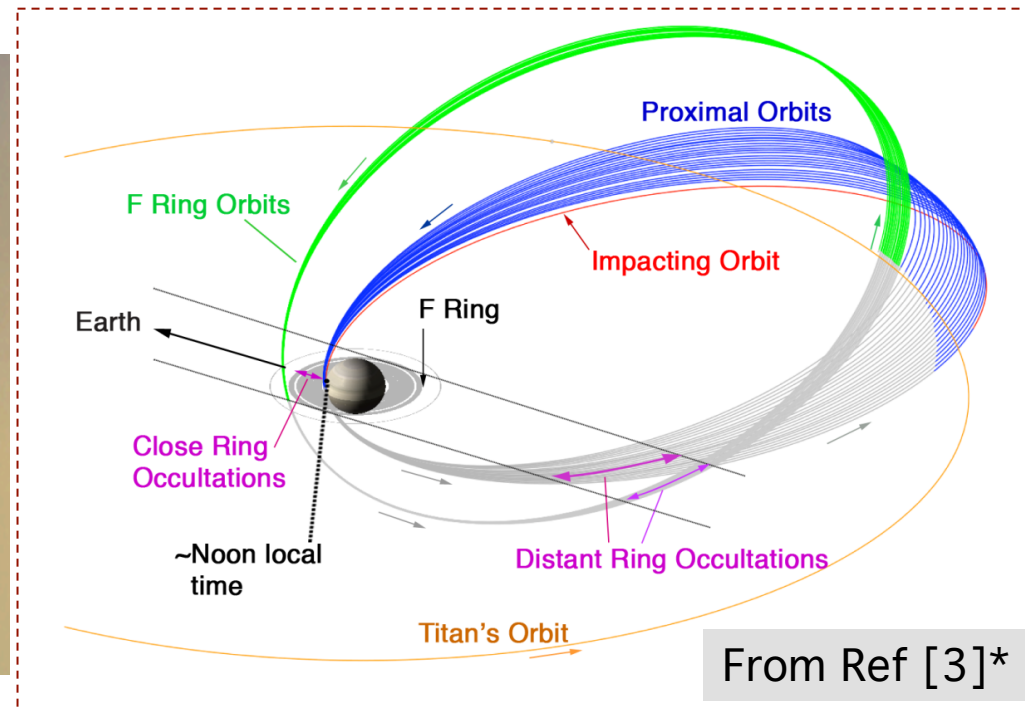 Proximal Orbits
F Ring Orbits
Impacting Orbit
Earth
F Ring
Close Ring
Occultations
~Noon local
time
Distant Ring Occultations
Titan's Orbit
From Ref [3]*